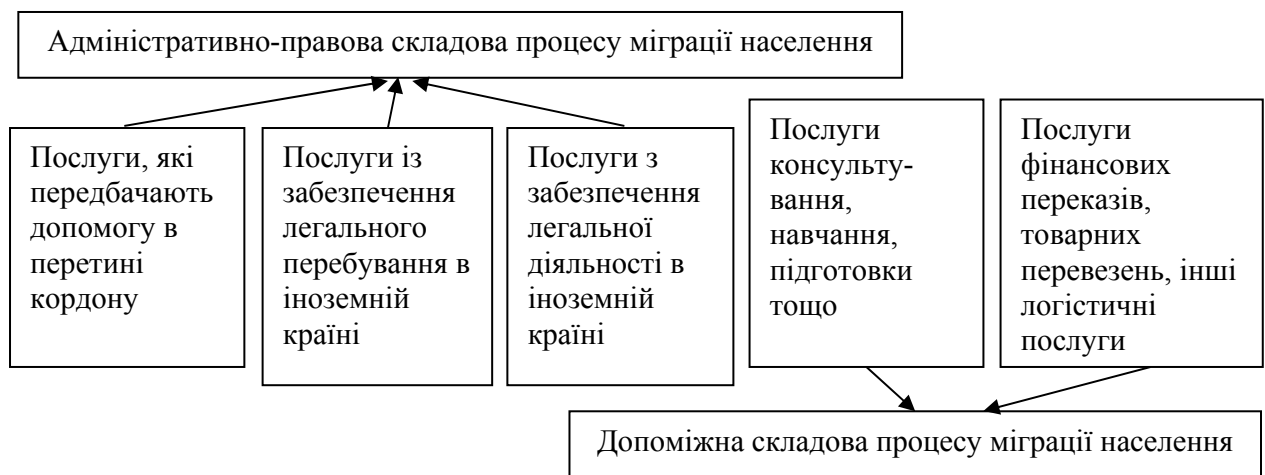 Адміністративно-правова складова процесу міграції населення
Послуги, які
передбачають
допомогу в
перетині
кордону
Послуги із
забезпечення
легального
перебування в
іноземній
країні
Послуги з
забезпечення
легальної
діяльності в
іноземній
країні
Послуги
консульту-
вання,
навчання,
підготовки
тощо
Послуги
фінансових
переказів,
товарних
перевезень, інші
логістичні
послуги
Допоміжна складова процесу міграції населення